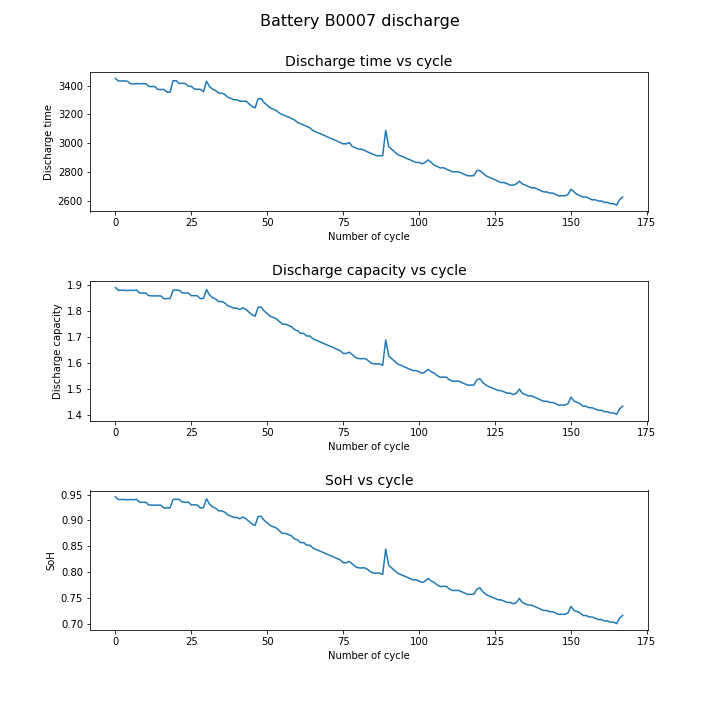 Battery B0007 discharge
Discharge time vs cycle
3400
3200
3000
2800
2600
Discharge time
0 25 50 75 100 125 150 175
Number of cycle
Discharge capacity vs cycle
1.9
1.8
1.7
1.6
1.5
1.4
Discharge capacity
0 25 50 75 100 125 150 175
Number of cycle
SoH vs cycle
0.95
0.90
0.85
0.80
0.75
0.70
SoH
0 25 50 75 100 125 150 175
Number of cycle